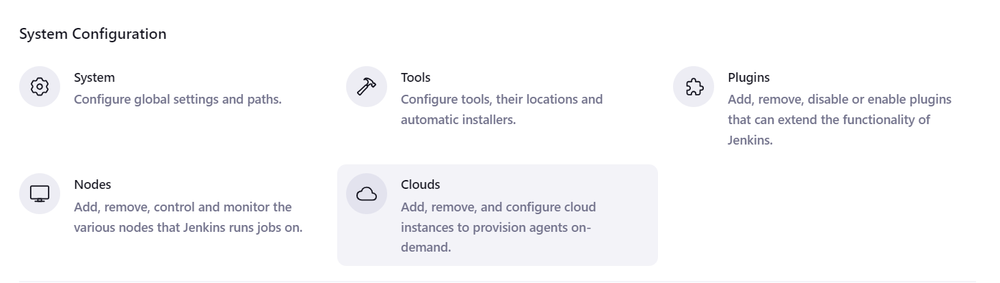 System Configuration
System
Configure global settings and paths.
Tools
Configure tools, their locations and
automatic installers.
Plugins
Add, remove, disable or enable plugins
that can extend the functionality of
Jenkins.
Nodes
Add, remove, control and monitor the
various nodes that Jenkins runs jobs on.
Clouds
Add, remove, and configure cloud
instances to provision agents on-
demand.